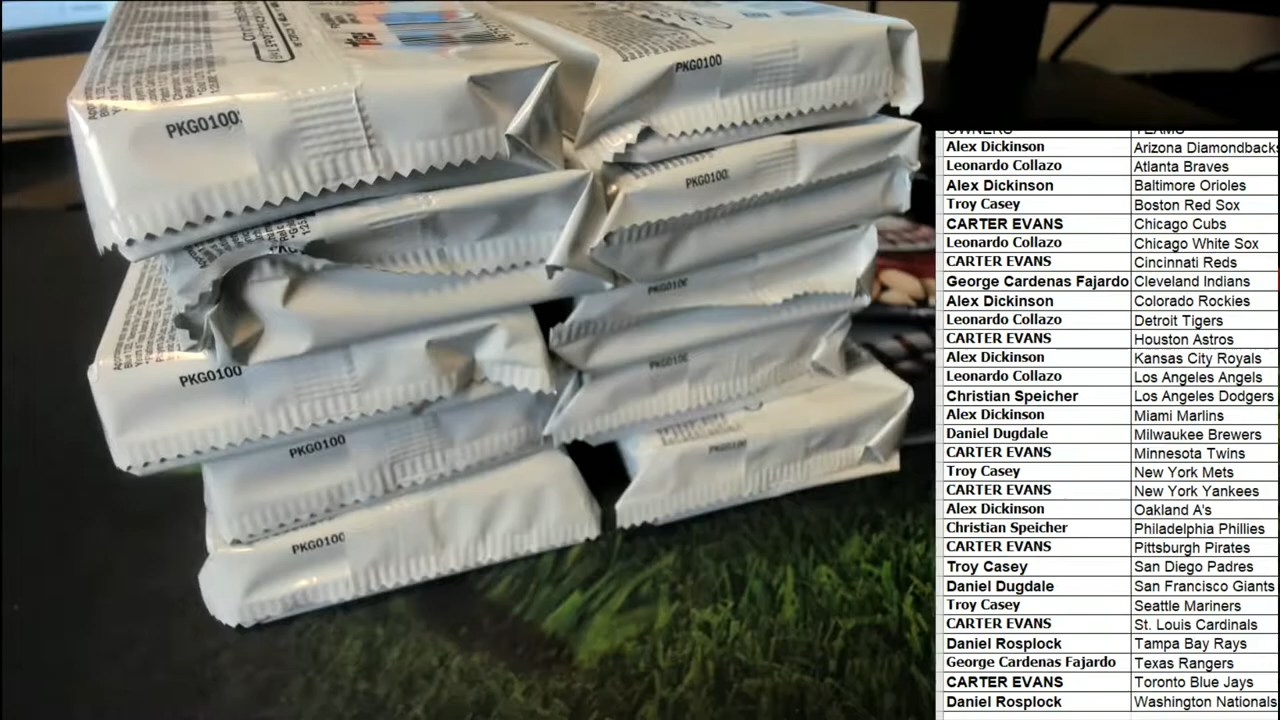 PKG0100
PKG0100
PKG0100
PKG0100
PKG0100
PKG0100
PKG0100
OWNERS TEAMS
Alex Dickinson Arizona Diamondbacks
Leonardo Collazo Atlanta Braves
Alex Dickinson Baltimore Orioles
Troy Casey Boston Red Sox
CARTER EVANS Chicago Cubs
Leonardo Collazo Chicago White Sox
CARTER EVANS Cincinnati Reds
George Cardenas Fajardo Cleveland Indians
Alex Dickinson Colorado Rockies
Leonardo Collazo Detroit Tigers
CARTER EVANS Houston Astros
Alex Dickinson Kansas City Royals
Leonardo Collazo Los Angeles Angels
Christian Speicher Los Angeles Dodgers
Alex Dickinson Miami Marlins
Daniel Dugdale Milwaukee Brewers
CARTER EVANS Minnesota Twins
Troy Casey New York Mets
CARTER EVANS New York Yankees
Alex Dickinson Oakland A's
Christian Speicher Philadelphia Phillies
CARTER EVANS Pittsburgh Pirates
Troy Casey San Diego Padres
Daniel Dugdale San Francisco Giants
Troy Casey Seattle Mariners
CARTER EVANS St. Louis Cardinals
Daniel Rosplock Tampa Bay Rays
George Cardenas Fajardo Texas Rangers
CARTER EVANS Toronto Blue Jays
Daniel Rosplock Washington Nationals